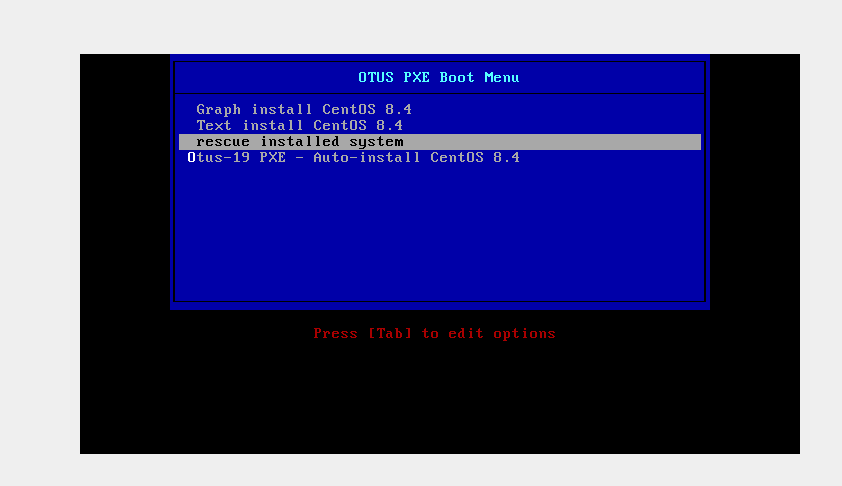 OTUS PXE Boot Menu
Graph install CentOS 8.4
Text install CentOS 8.4
rescue installed system
Otus-19 PXE - Auto-install CentOS 8.4
Press [Tab] to edit options